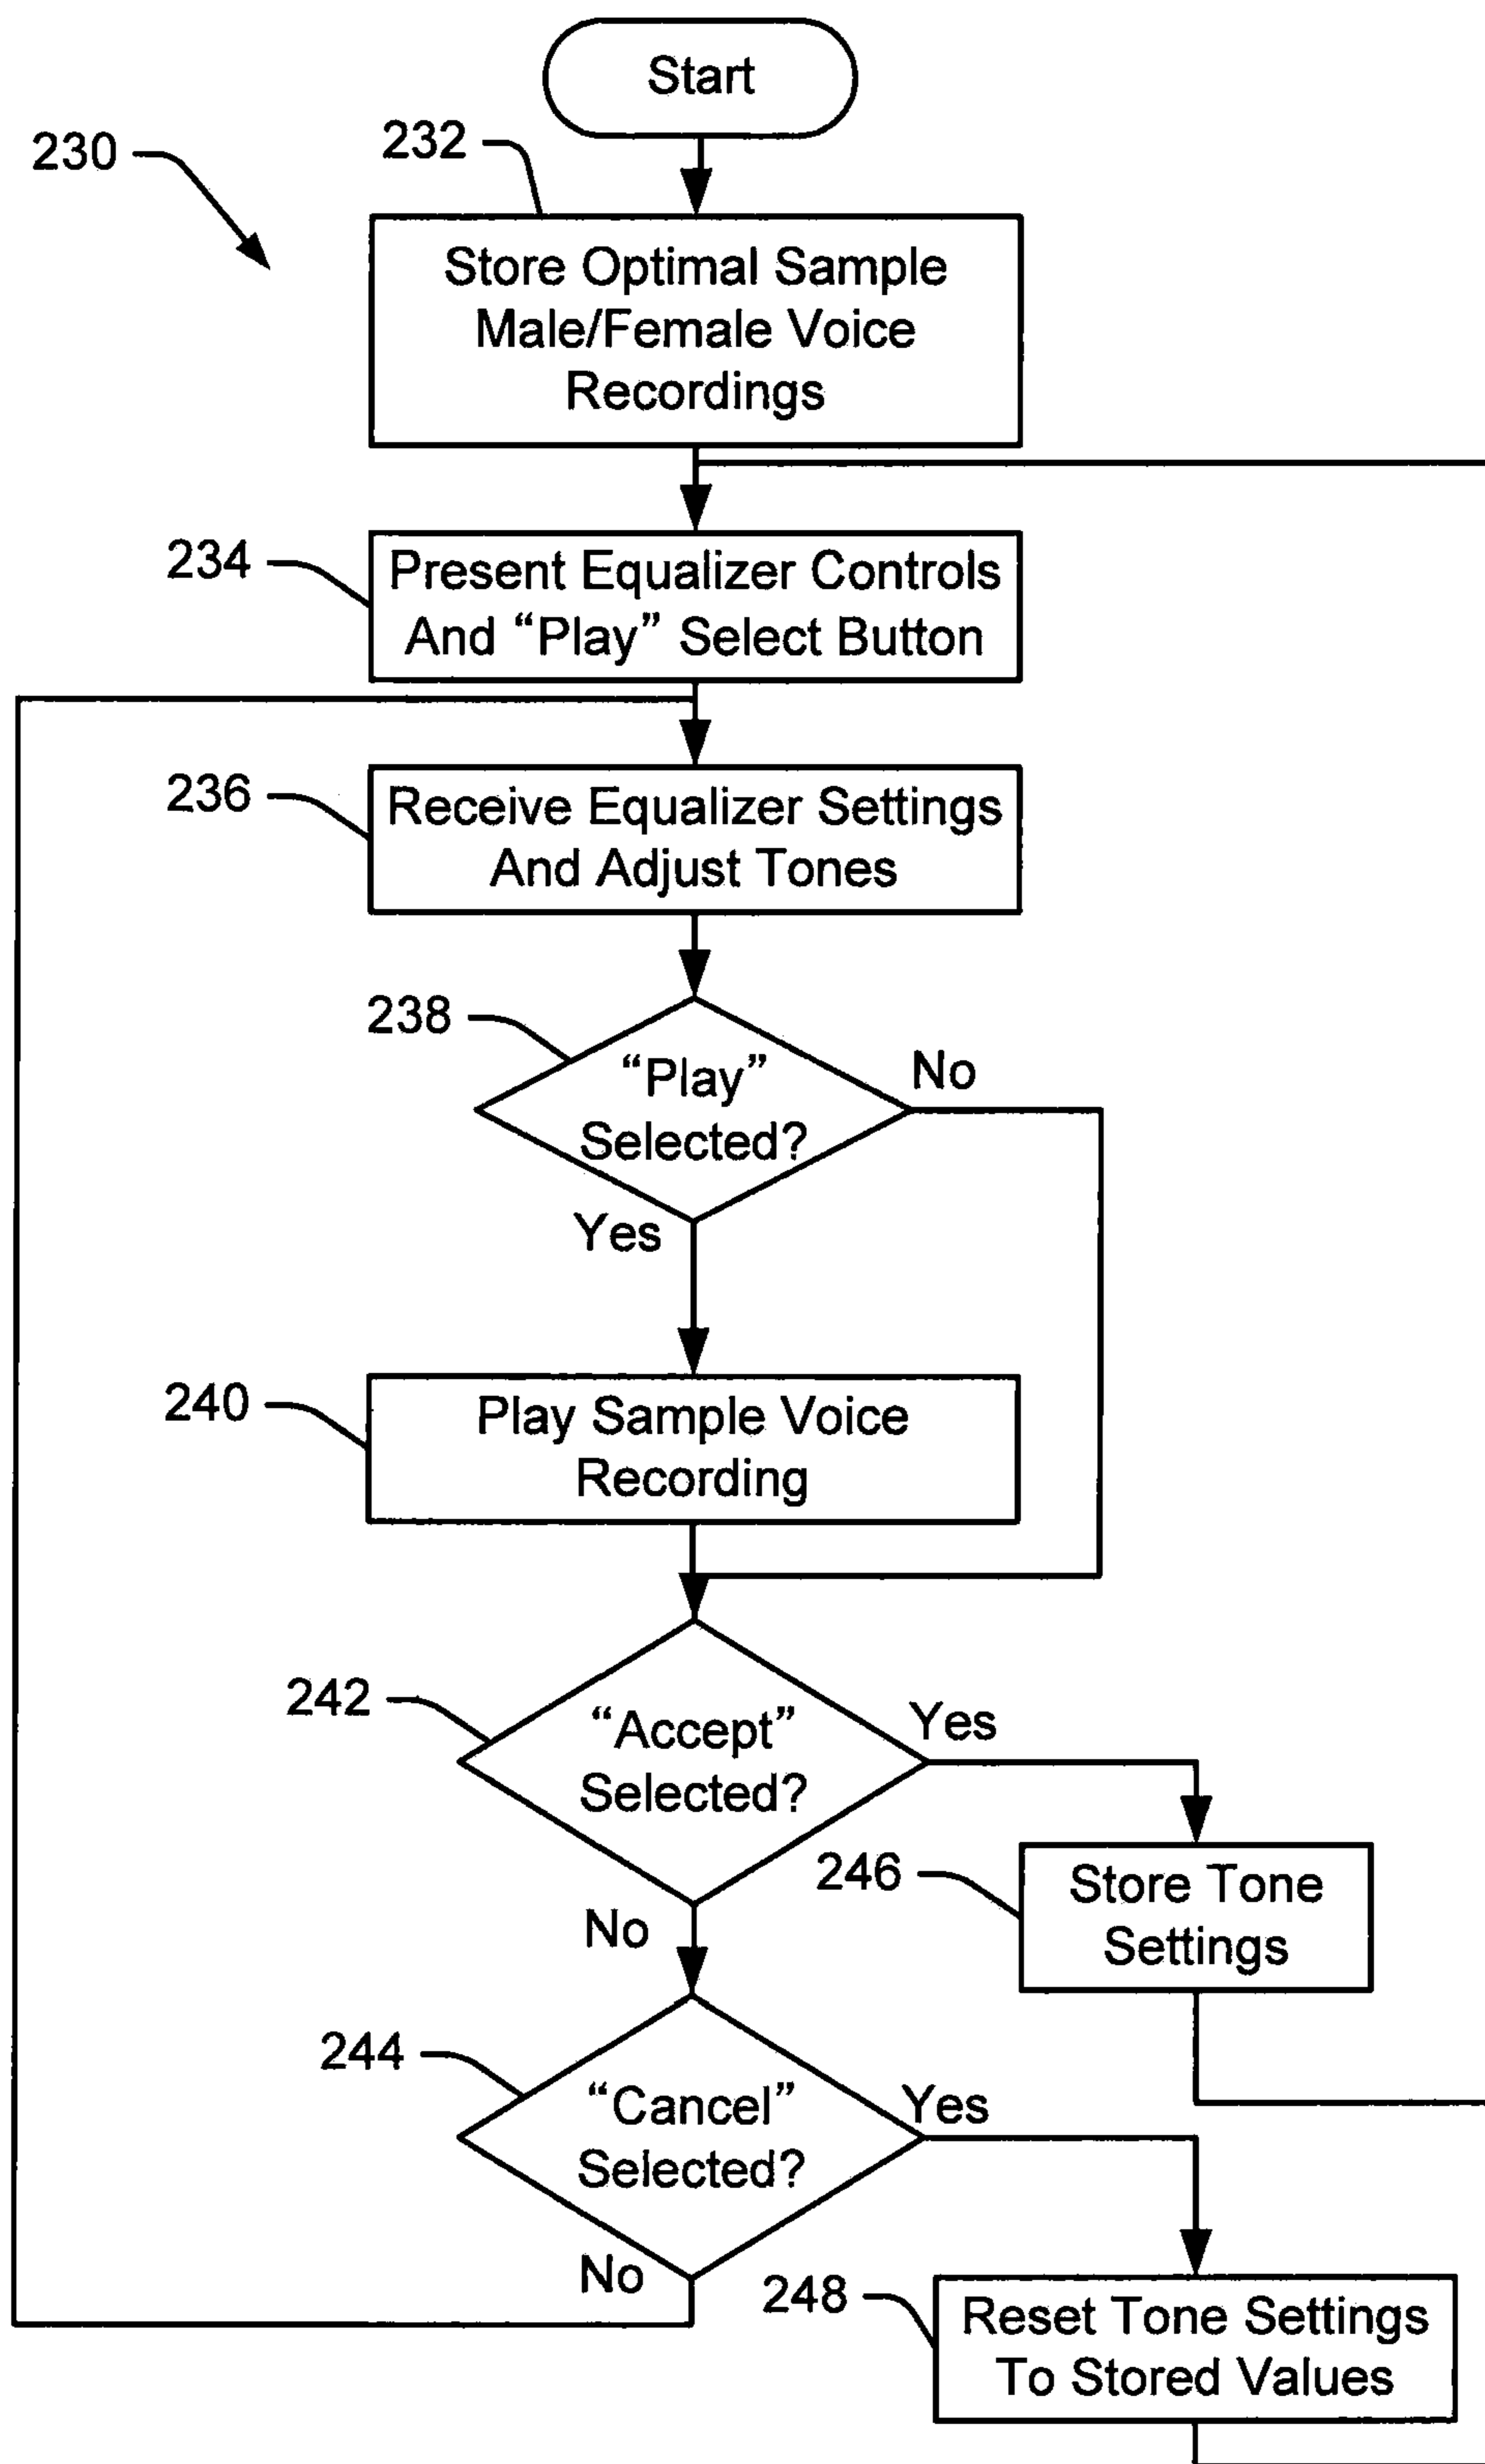 Start
230
232
Store Optimal Sample
Male/Female Voice
Recordings
234
Present Equalizer Controls
And “Play” Select Button
236
Receive Equalizer Settings
And Adjust Tones
238
“Play”
Selected?
No
Yes
240
Play Sample Voice
Recording
242
“Accept”
Selected?
Yes
No
246
Store Tone
Settings
244
“Cancel”
Selected?
Yes
No
248
Reset Tone Settings
To Stored Values